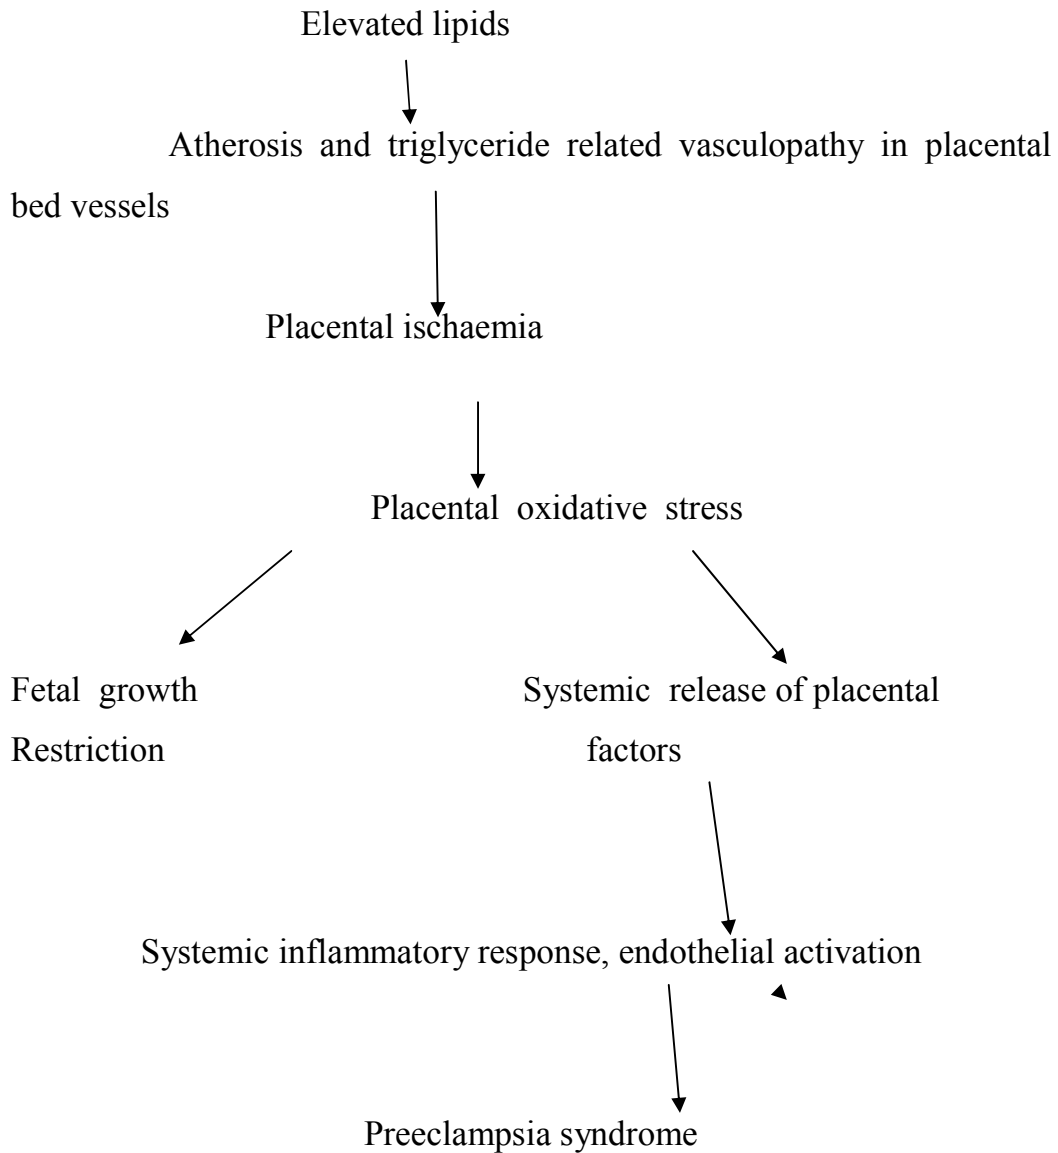 Elevated lipids
Atherosis and triglyceride related vasculopathy in placental
bed vessels
Placental ischaemia
Placental oxidative stress
Fetal growth
Restriction
Systemic release of placental
factors
Systemic inflammatory response, endothelial activation
Preeclampsia syndrome